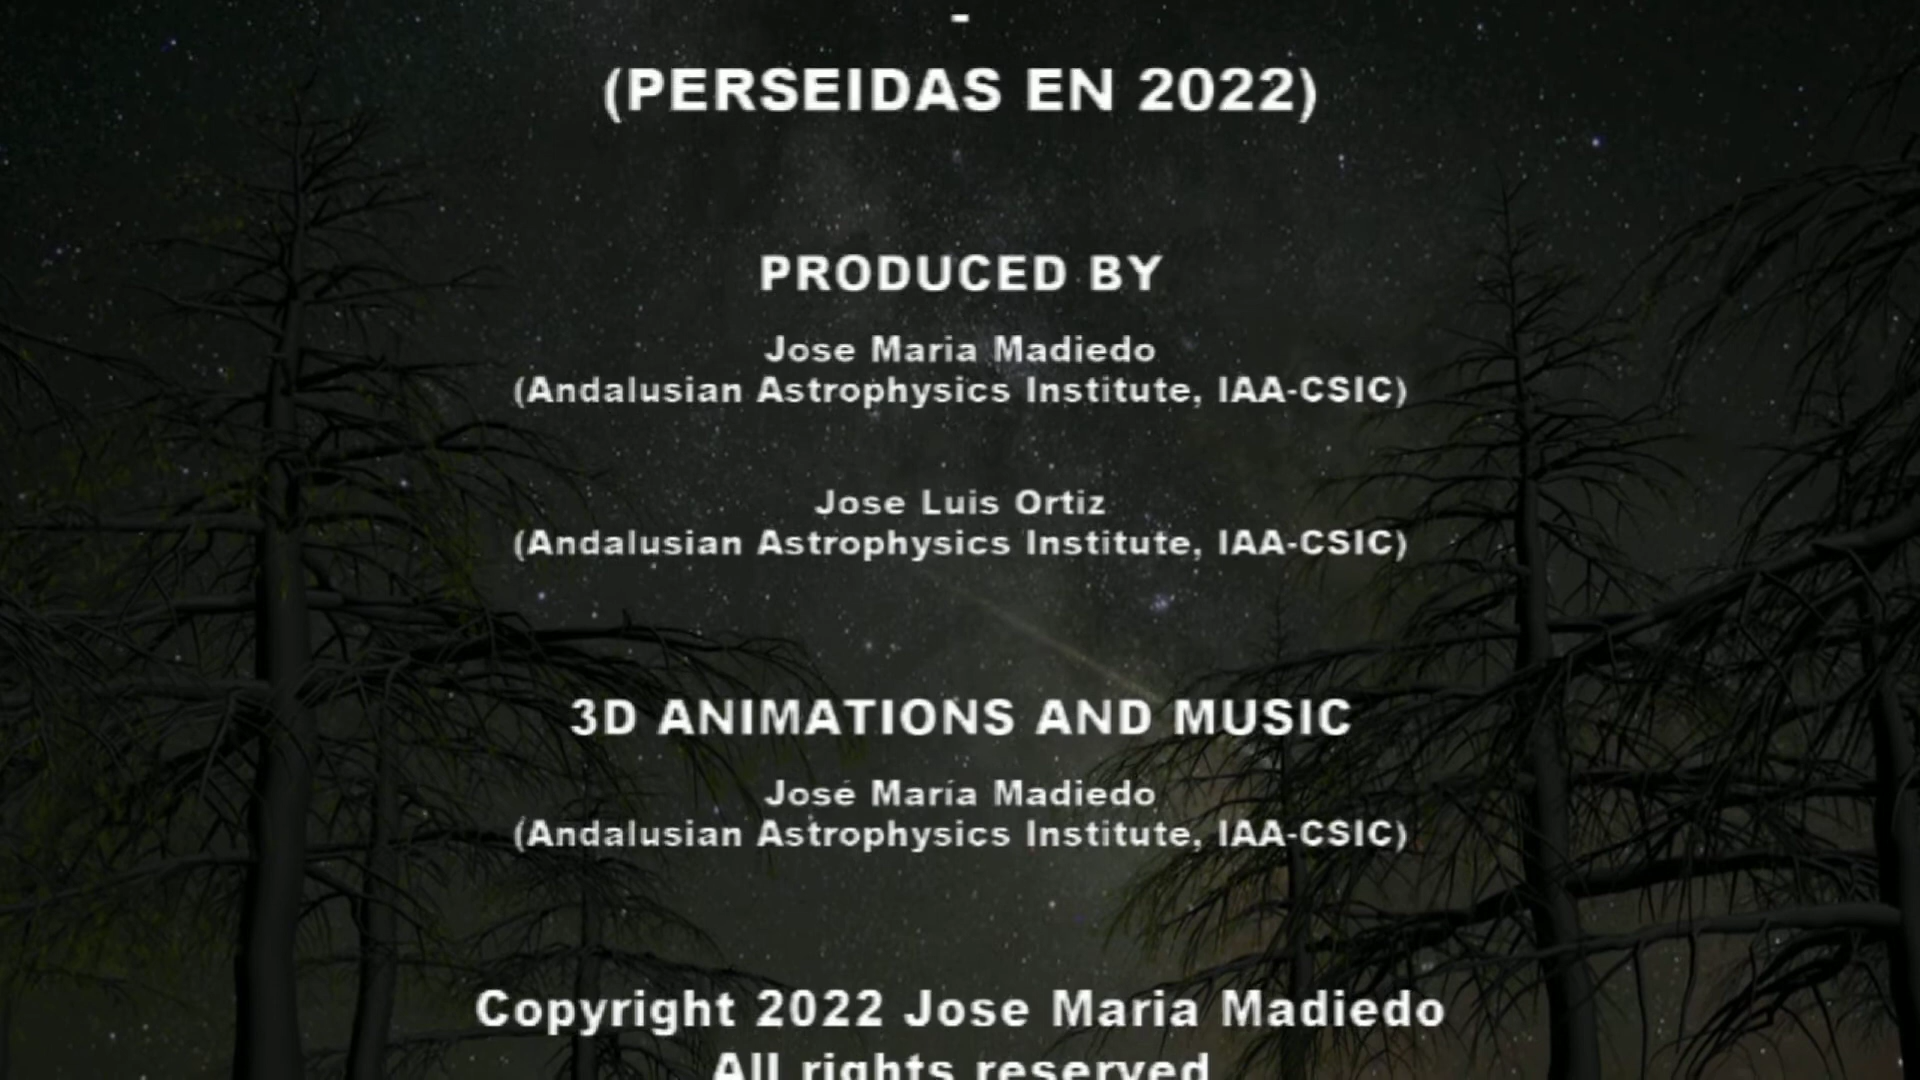 -
(PERSEIDAS EN 2022)
PRODUCED BY
Jose Maria Madiedo
(Andalusian Astrophysics Institute, IAA-CSIC)
Jose Luis Ortiz
(Andalusian Astrophysics Institute, IAA-CSIC)
3D ANIMATIONS AND MUSIC
José María Madiedo
(Andalusian Astrophysics Institute, IAA-CSIC)
Copyright 2022 Jose Maria Madiedo
All rights reserved